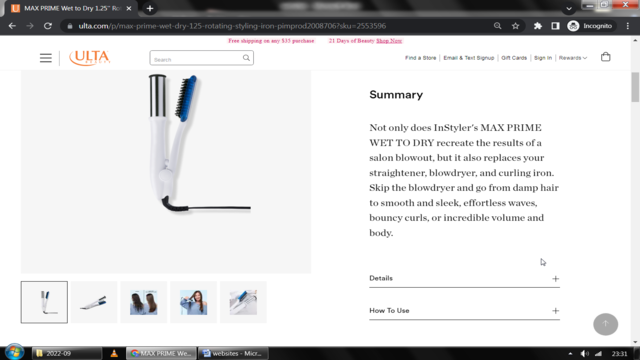 MAX PRIME Wet to Dry 1.25" Rot
ulta.com/p/max-prime-wet-dry-125-rotating-styling-iron-pimprod2008706?sku=2553596
Incognito
Free shipping on any $35 purchase 21 Days of Beauty Shop Now
ULTA
BEAUTY
Search
Find a Store Email & Text Signup Gift Cards Sign In Rewards
Summary
Not only does InStyler's MAX PRIME
WET TO DRY recreate the results of a
salon blowout, but it also replaces your
straightener, blowdryer, and curling iron.
Skip the blowdryer and go from damp hair
to smooth and sleek, effortless waves,
bouncy curls, or incredible volume and
body.
Details
How To Use
2022-09
MAX PRIME We...
websites - Micr...
23:31